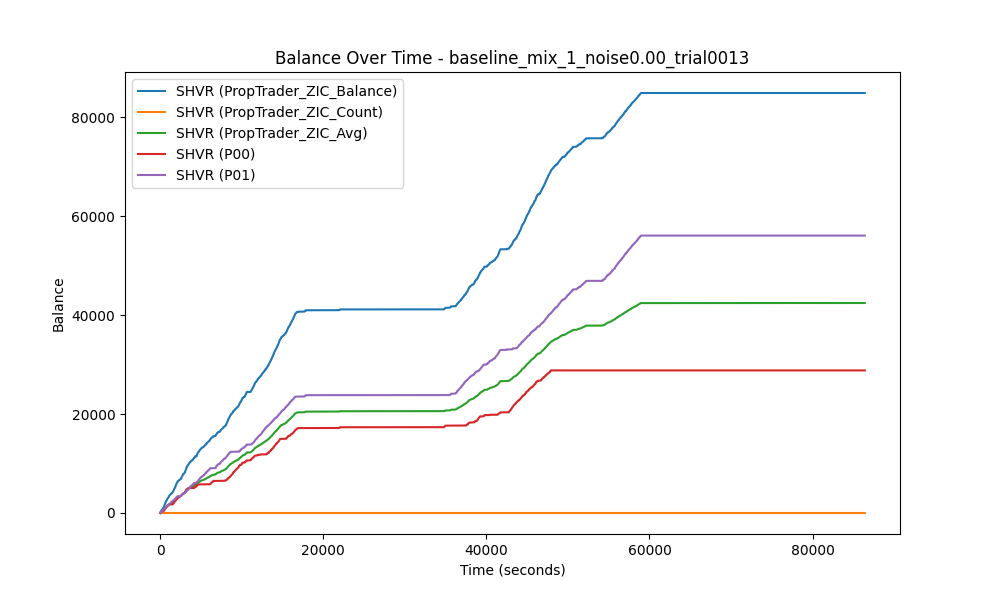 Balance Over Time - baseline_mix_1_noise0.00_trial0013
SHVR (PropTrader_ZIC_Balance)
SHVR (PropTrader_ZIC_Count)
SHVR (PropTrader_ZIC_Avg)
SHVR (P00)
SHVR (P01)
Balance
80000
60000
40000
20000
0
0 20000 40000 60000 80000
Time (seconds)